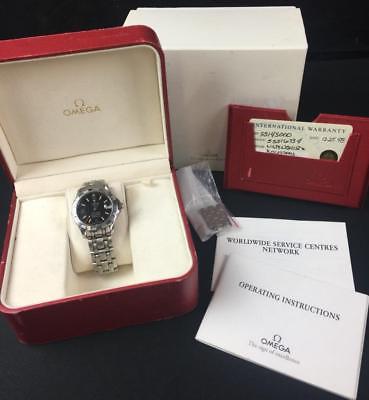 Ω
OMEGA
INTERNATIONAL WARRANTY
WORLDWIDE SERVICE CENTRES
NETWORK
OPERATING INSTRUCTIONS
Ω
OMEGA
The sign of excellence